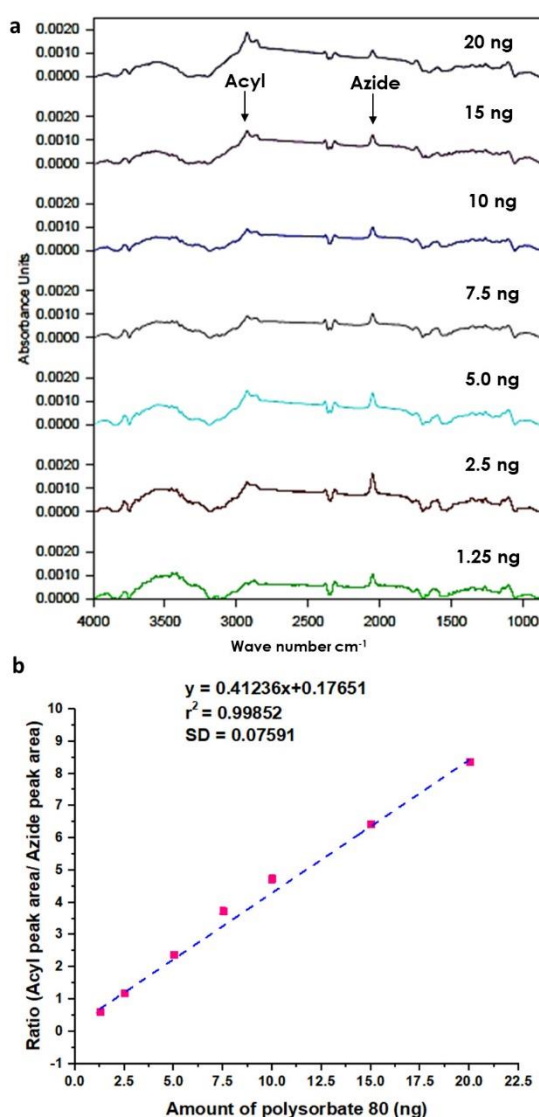 a
0.0020
0.0010
0.0000
20 ng
Acyl
Azide
0.0020
0.0010
0.0000
15 ng
0.0020
0.0010
0.0000
10 ng
0.0020
0.0010
0.0000
7.5 ng
0.0020
0.0010
0.0000
5.0 ng
0.0020
0.0010
0.0000
2.5 ng
0.0020
0.0010
0.0000
1.25 ng
Absorbance Units
4000 3500 3000 2500 2000 1500 1000
Wave number cm⁻¹
b
y = 0.41236x+0.17651
r² = 0.99852
SD = 0.07591
10
9
8
7
6
5
4
3
2
1
0
-1
Ratio (Acyl peak area/ Azide peak area)
0.0 2.5 5.0 7.5 10.0 12.5 15.0 17.5 20.0 22.5
Amount of polysorbate 80 (ng)